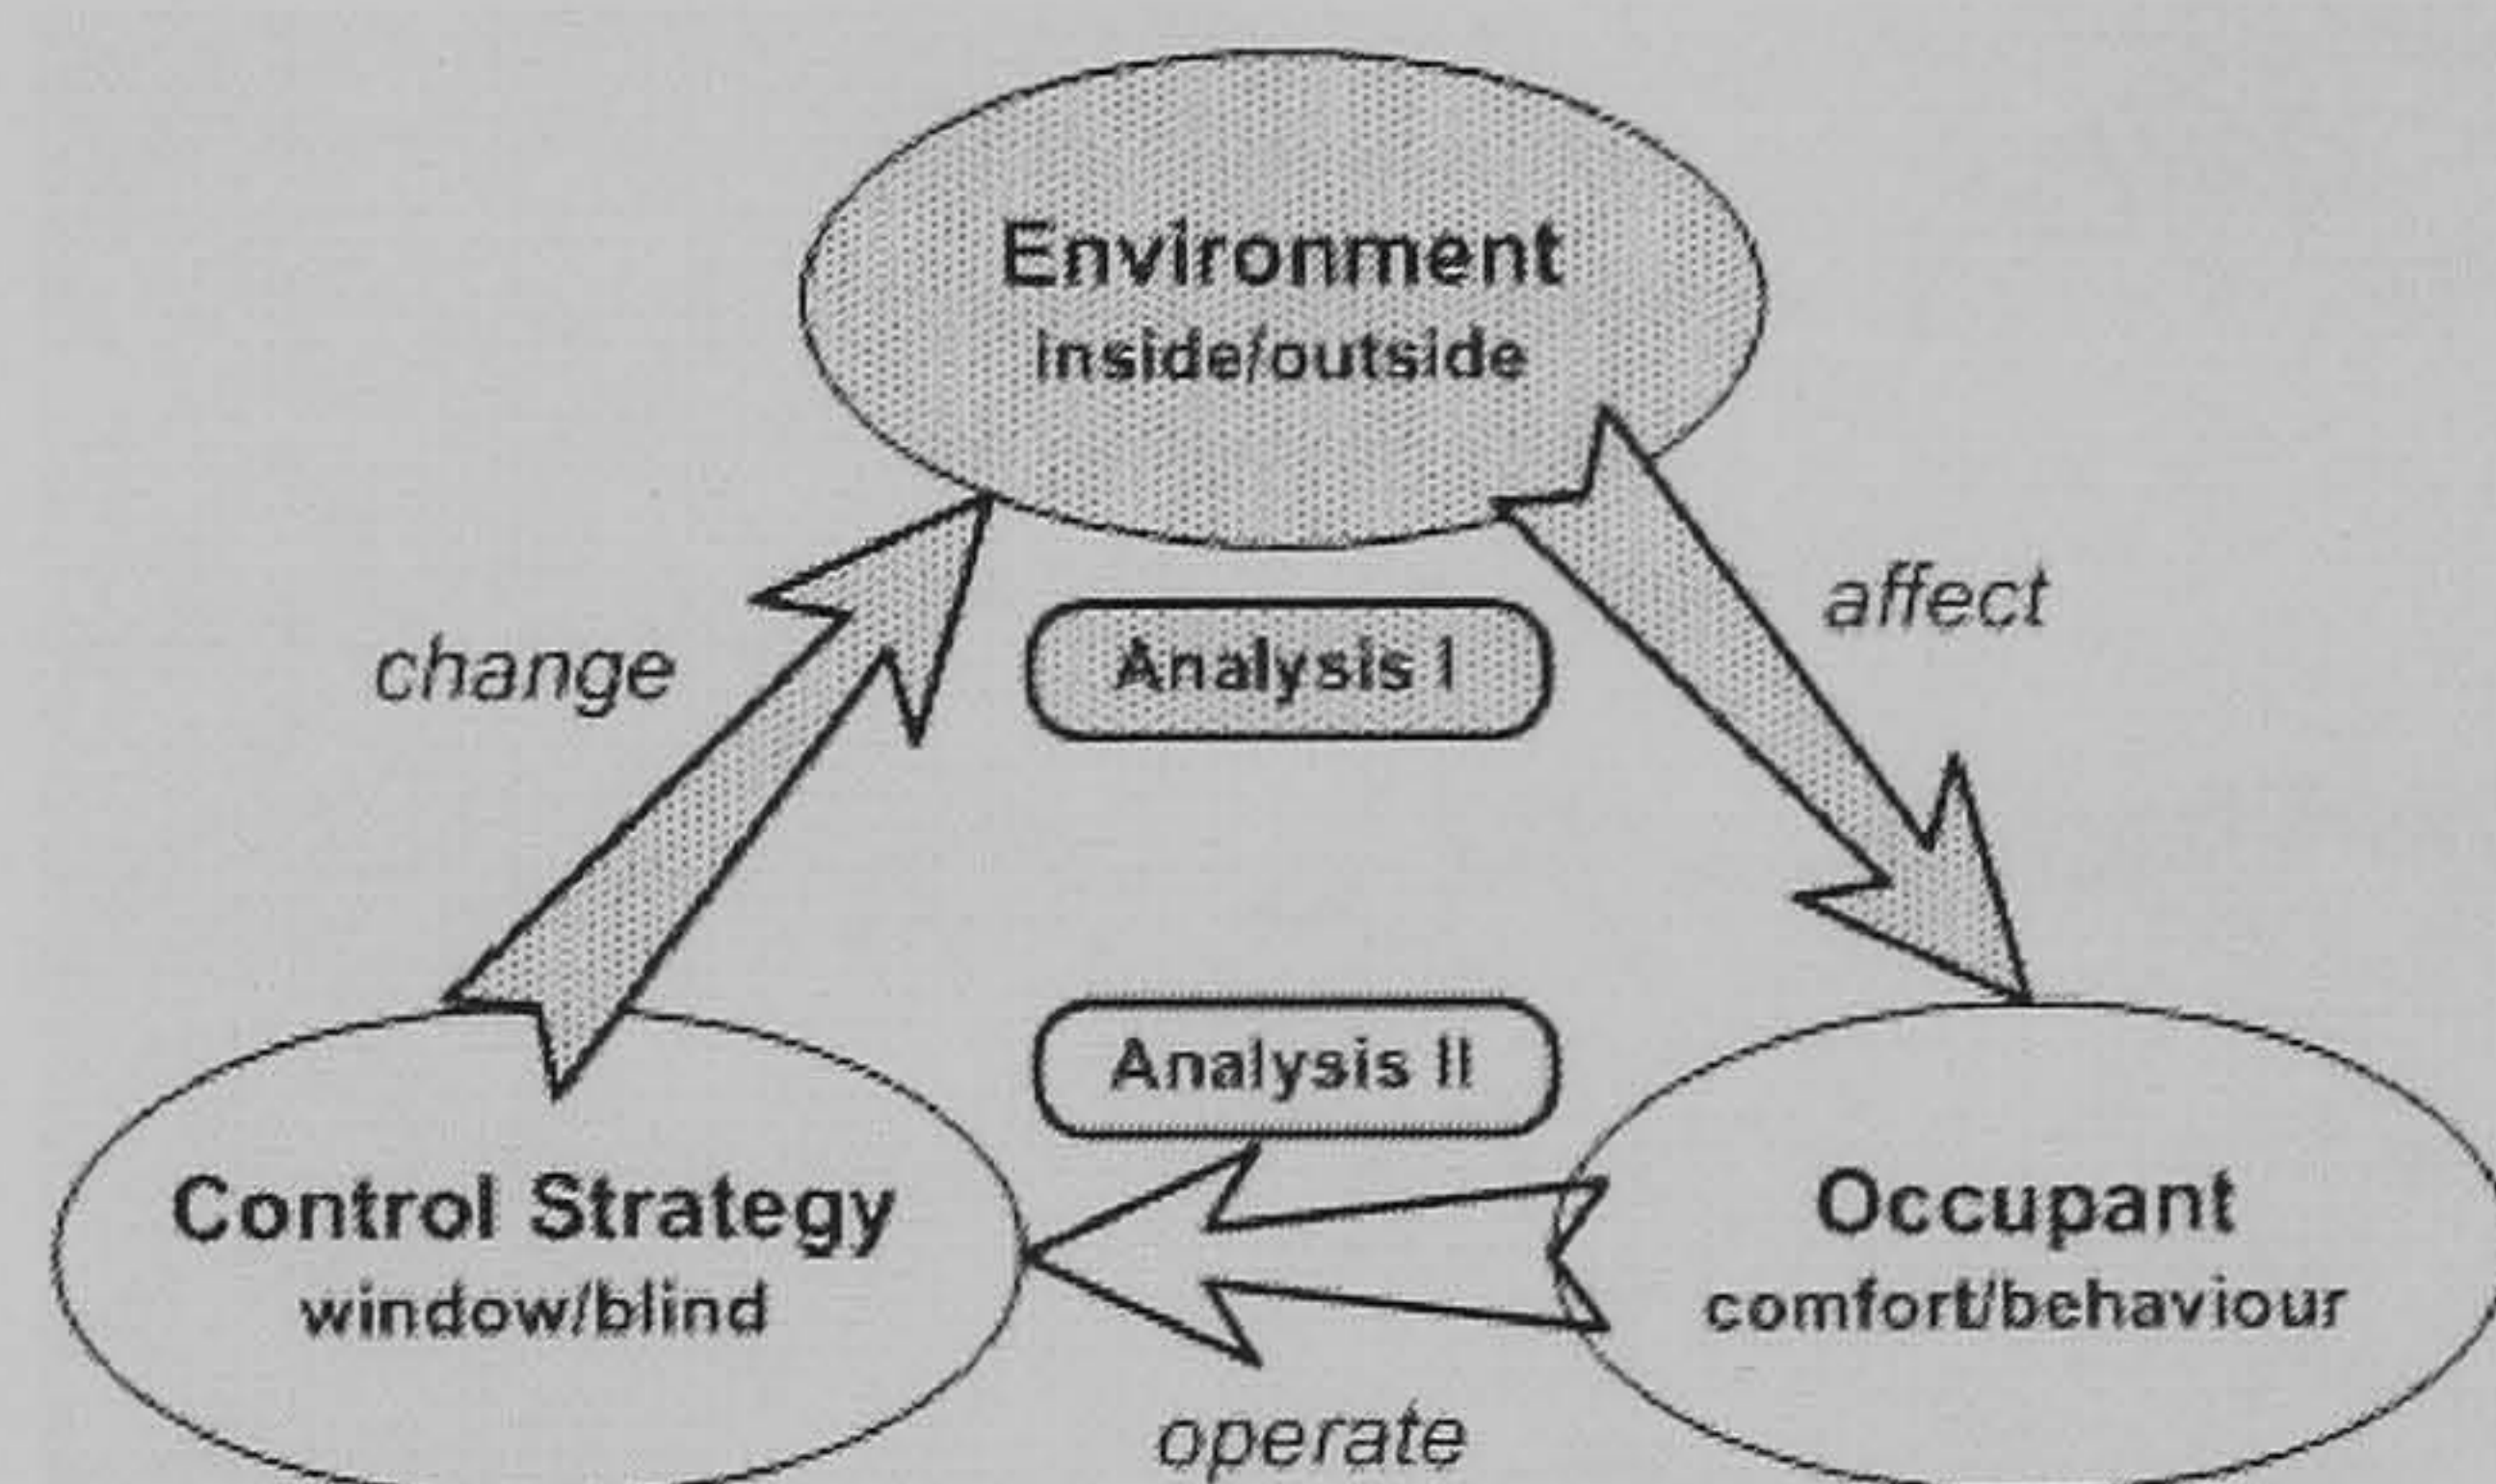 Environment
Inside/outside
affect
change
Analysis I
Analysis II
Control Strategy
window/blind
Occupant
comfort/behaviour
operate